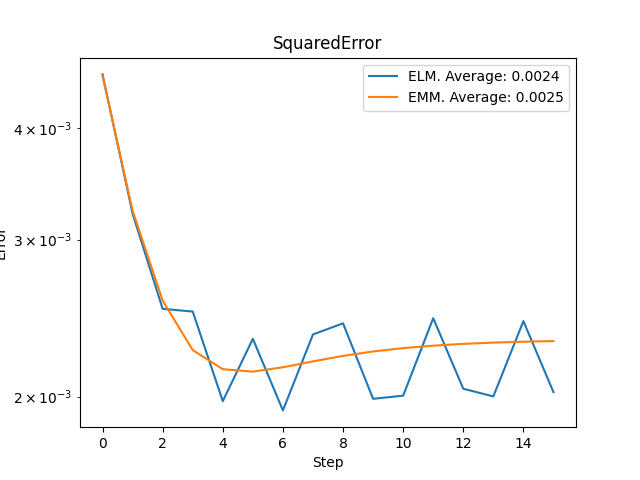 SquaredError
ELM. Average: 0.0024
EMM. Average: 0.0025
4 × 10⁻³
3 × 10⁻³
2 × 10⁻³
Error
0 2 4 6 8 10 12 14
Step